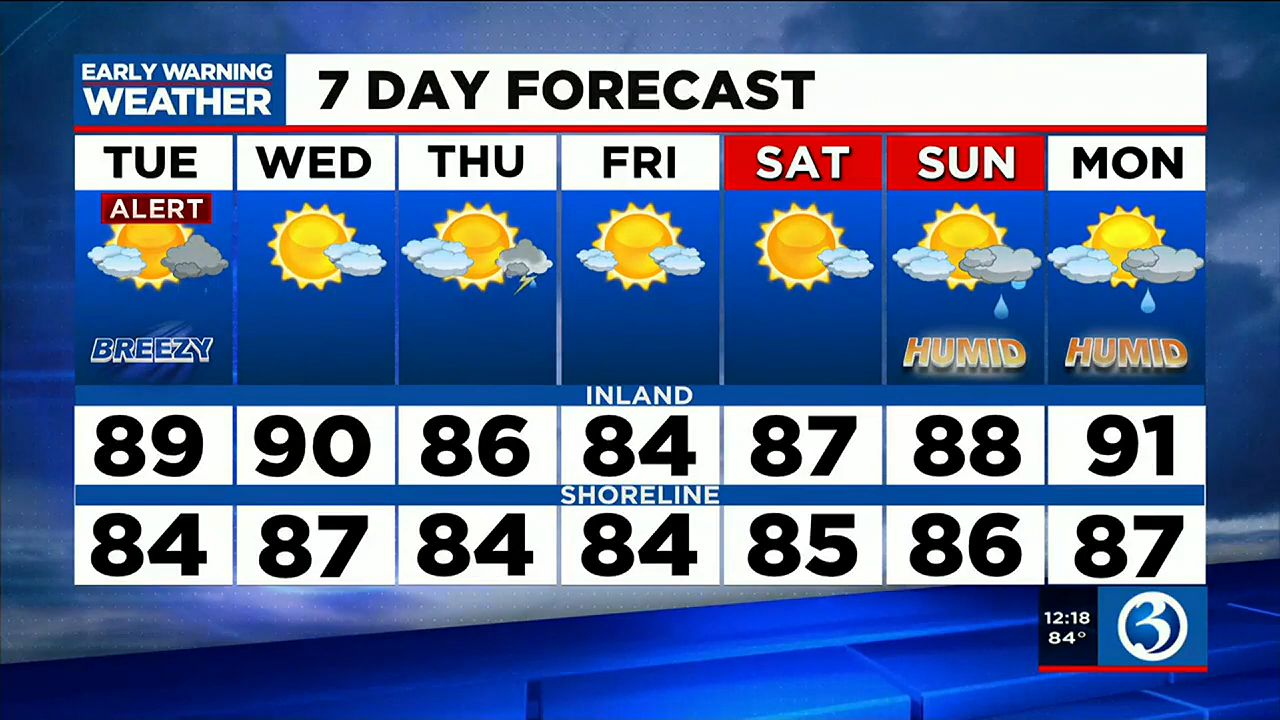 EARLY WARNING
WEATHER
7 DAY FORECAST
TUE WED THU FRI SAT SUN MON
ALERT
BREEZY HUMID HUMID
INLAND
89 90 86 84 87 88 91
SHORELINE
84 87 84 84 85 86 87
12:18
84°
3